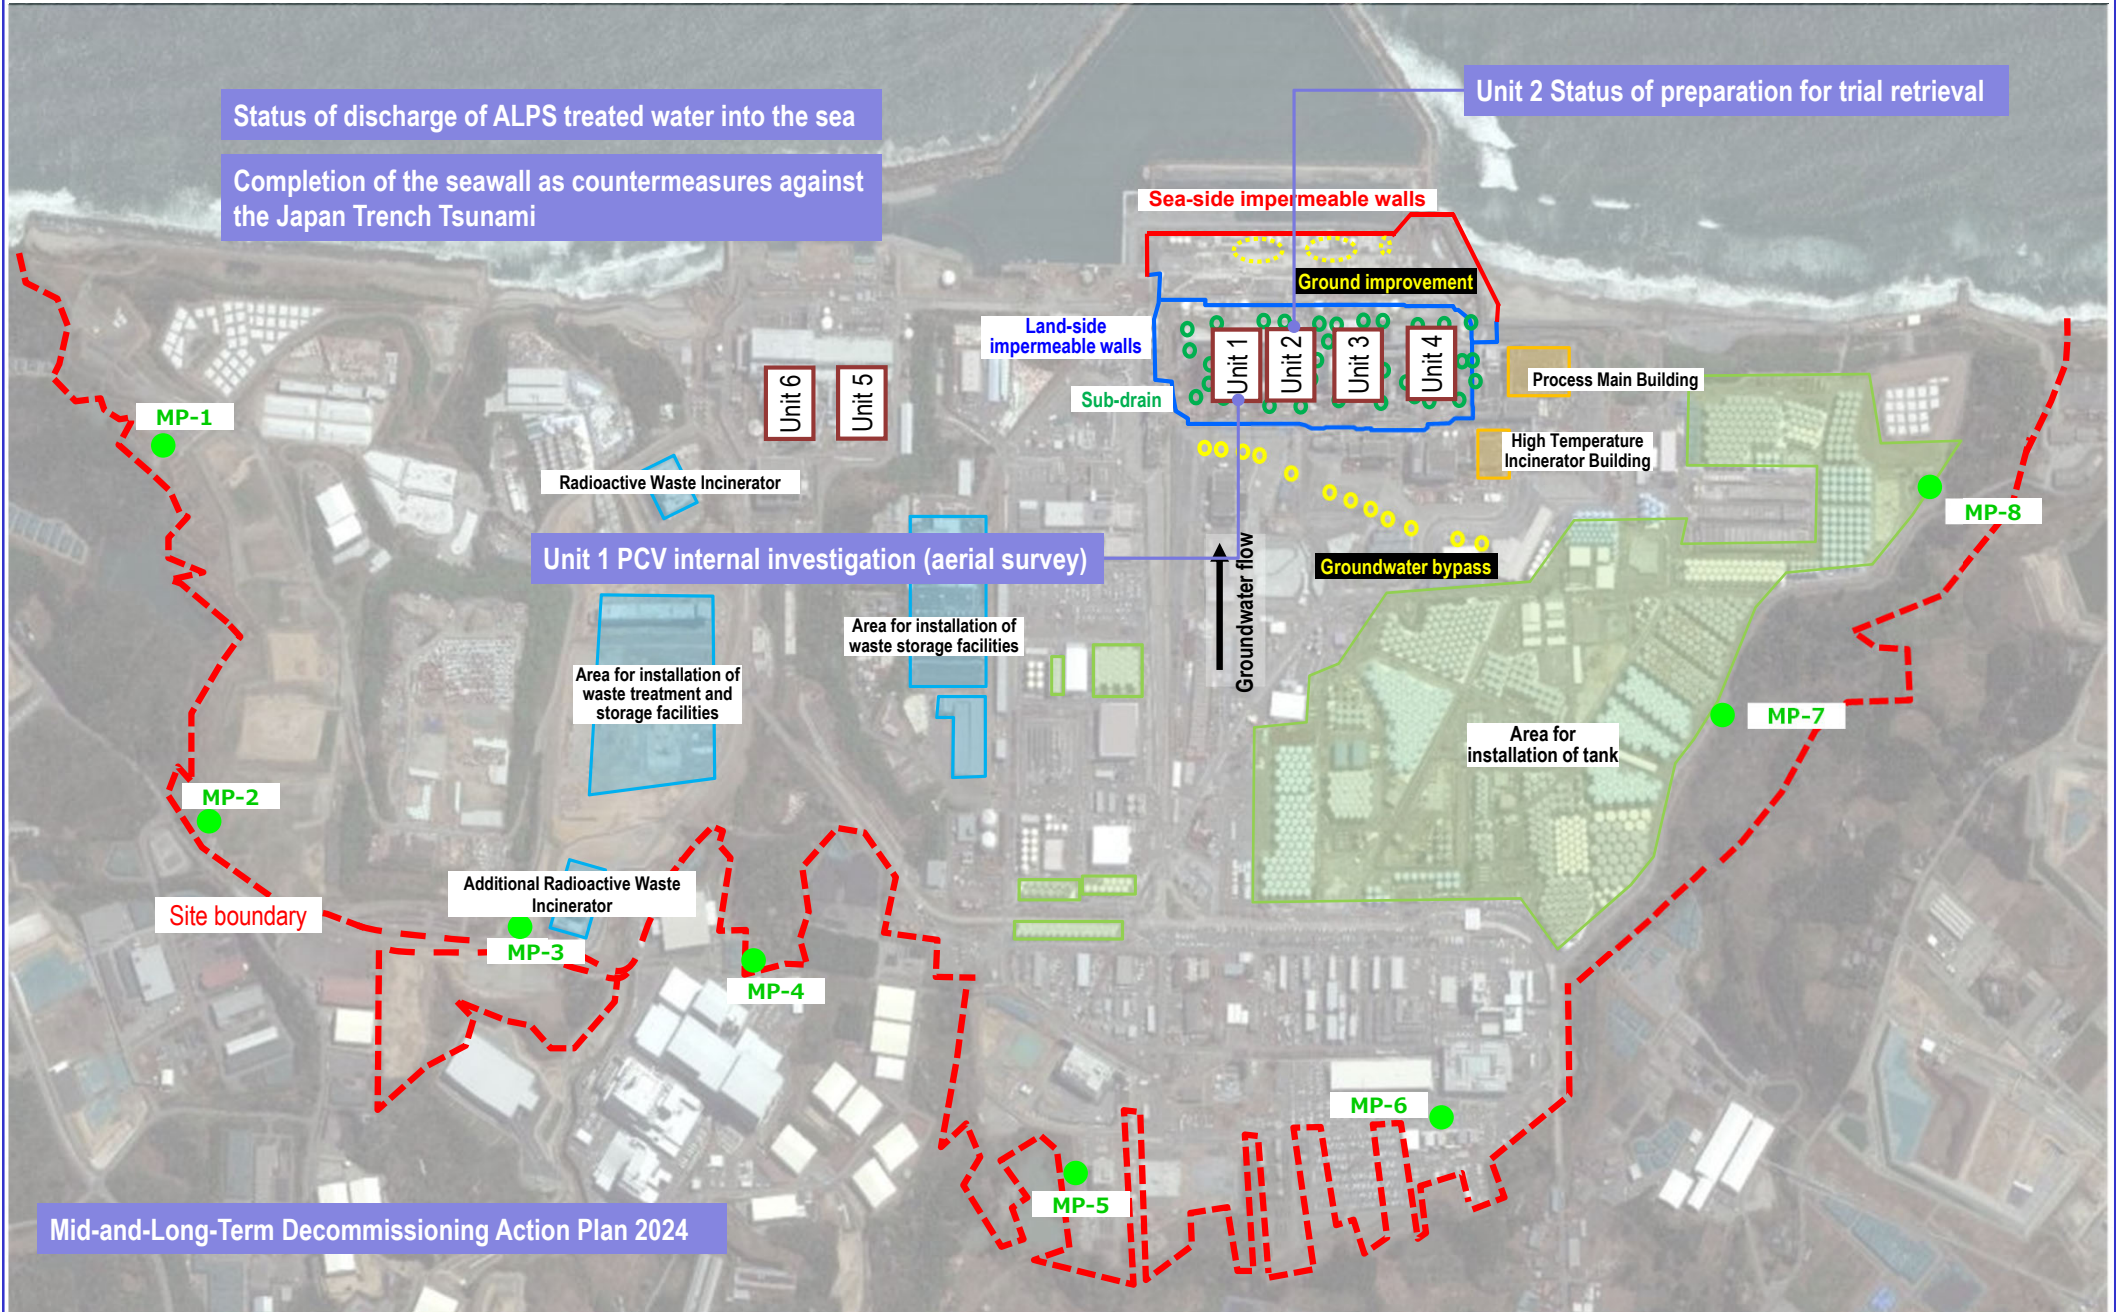 Status of discharge of ALPS treated water into the sea
Completion of the seawall as countermeasures against
the Japan Trench Tsunami
Unit 2 Status of preparation for trial retrieval
Sea-side impermeable walls
Ground improvement
Land-side
impermeable walls
Sub-drain
Unit 1
Unit 2
Unit 3
Unit 4
Unit 6
Unit 5
Process Main Building
High Temperature
Incinerator Building
MP-1
Radioactive Waste Incinerator
MP-8
Unit 1 PCV internal investigation (aerial survey)
Groundwater flow
Groundwater bypass
Area for installation of
waste storage facilities
Area for installation of
waste treatment and
storage facilities
MP-7
Area for
installation of tank
MP-2
Additional Radioactive Waste
Incinerator
Site boundary
MP-3
MP-4
MP-6
MP-5
Mid-and-Long-Term Decommissioning Action Plan 2024